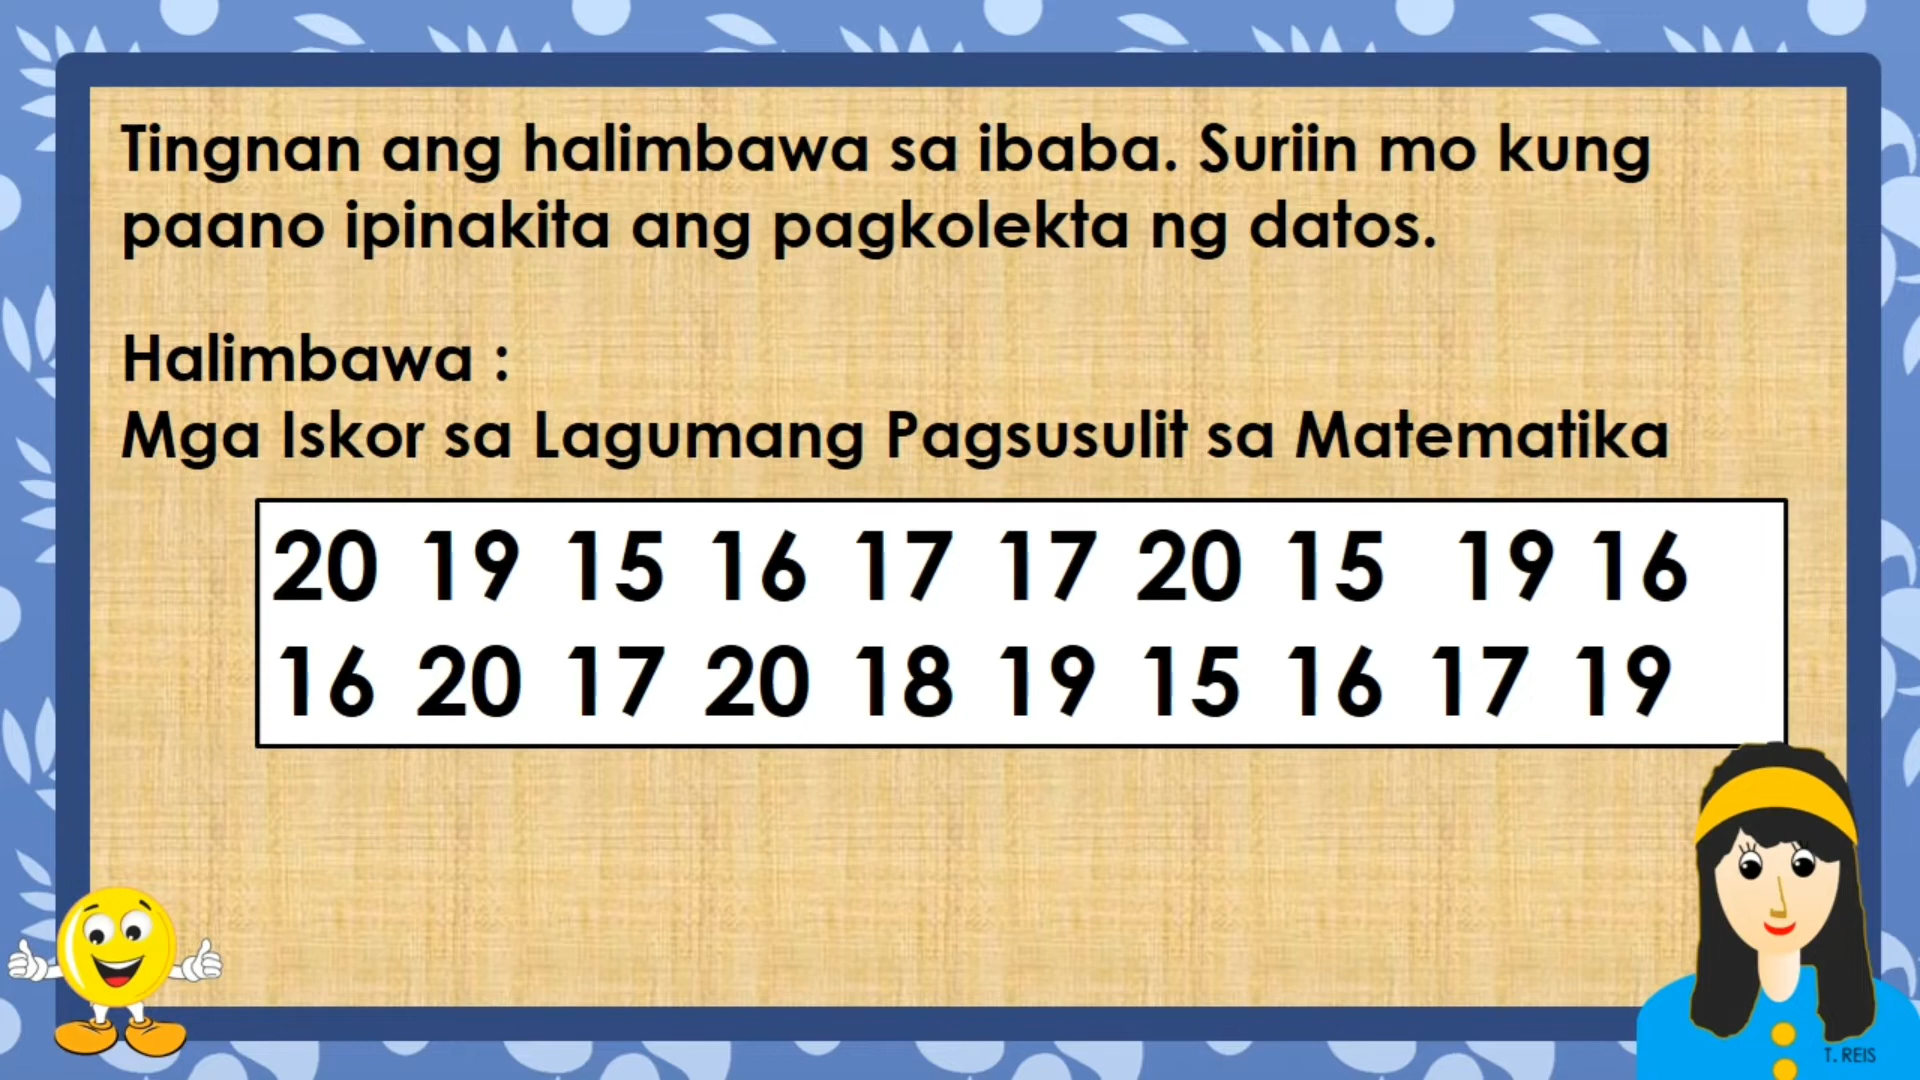 Tingnan ang halimbawa sa ibaba. Suriin mo kung
paano ipinakita ang pagkolekta ng datos.
Halimbawa :
Mga Iskor sa Lagumang Pagsusulit sa Matematika
20 19 15 16 17 17 20 15 19 16
16 20 17 20 18 19 15 16 17 19
T. REIS